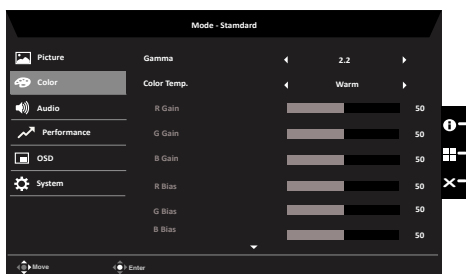 Mode - Standard
Picture
Gamma 2.2
Color
Color Temp. Warm
Audio
R Gain 50
Performance
G Gain 50
OSD
B Gain 50
System
R Bias 50
G Bias 50
B Bias 50
Move Enter